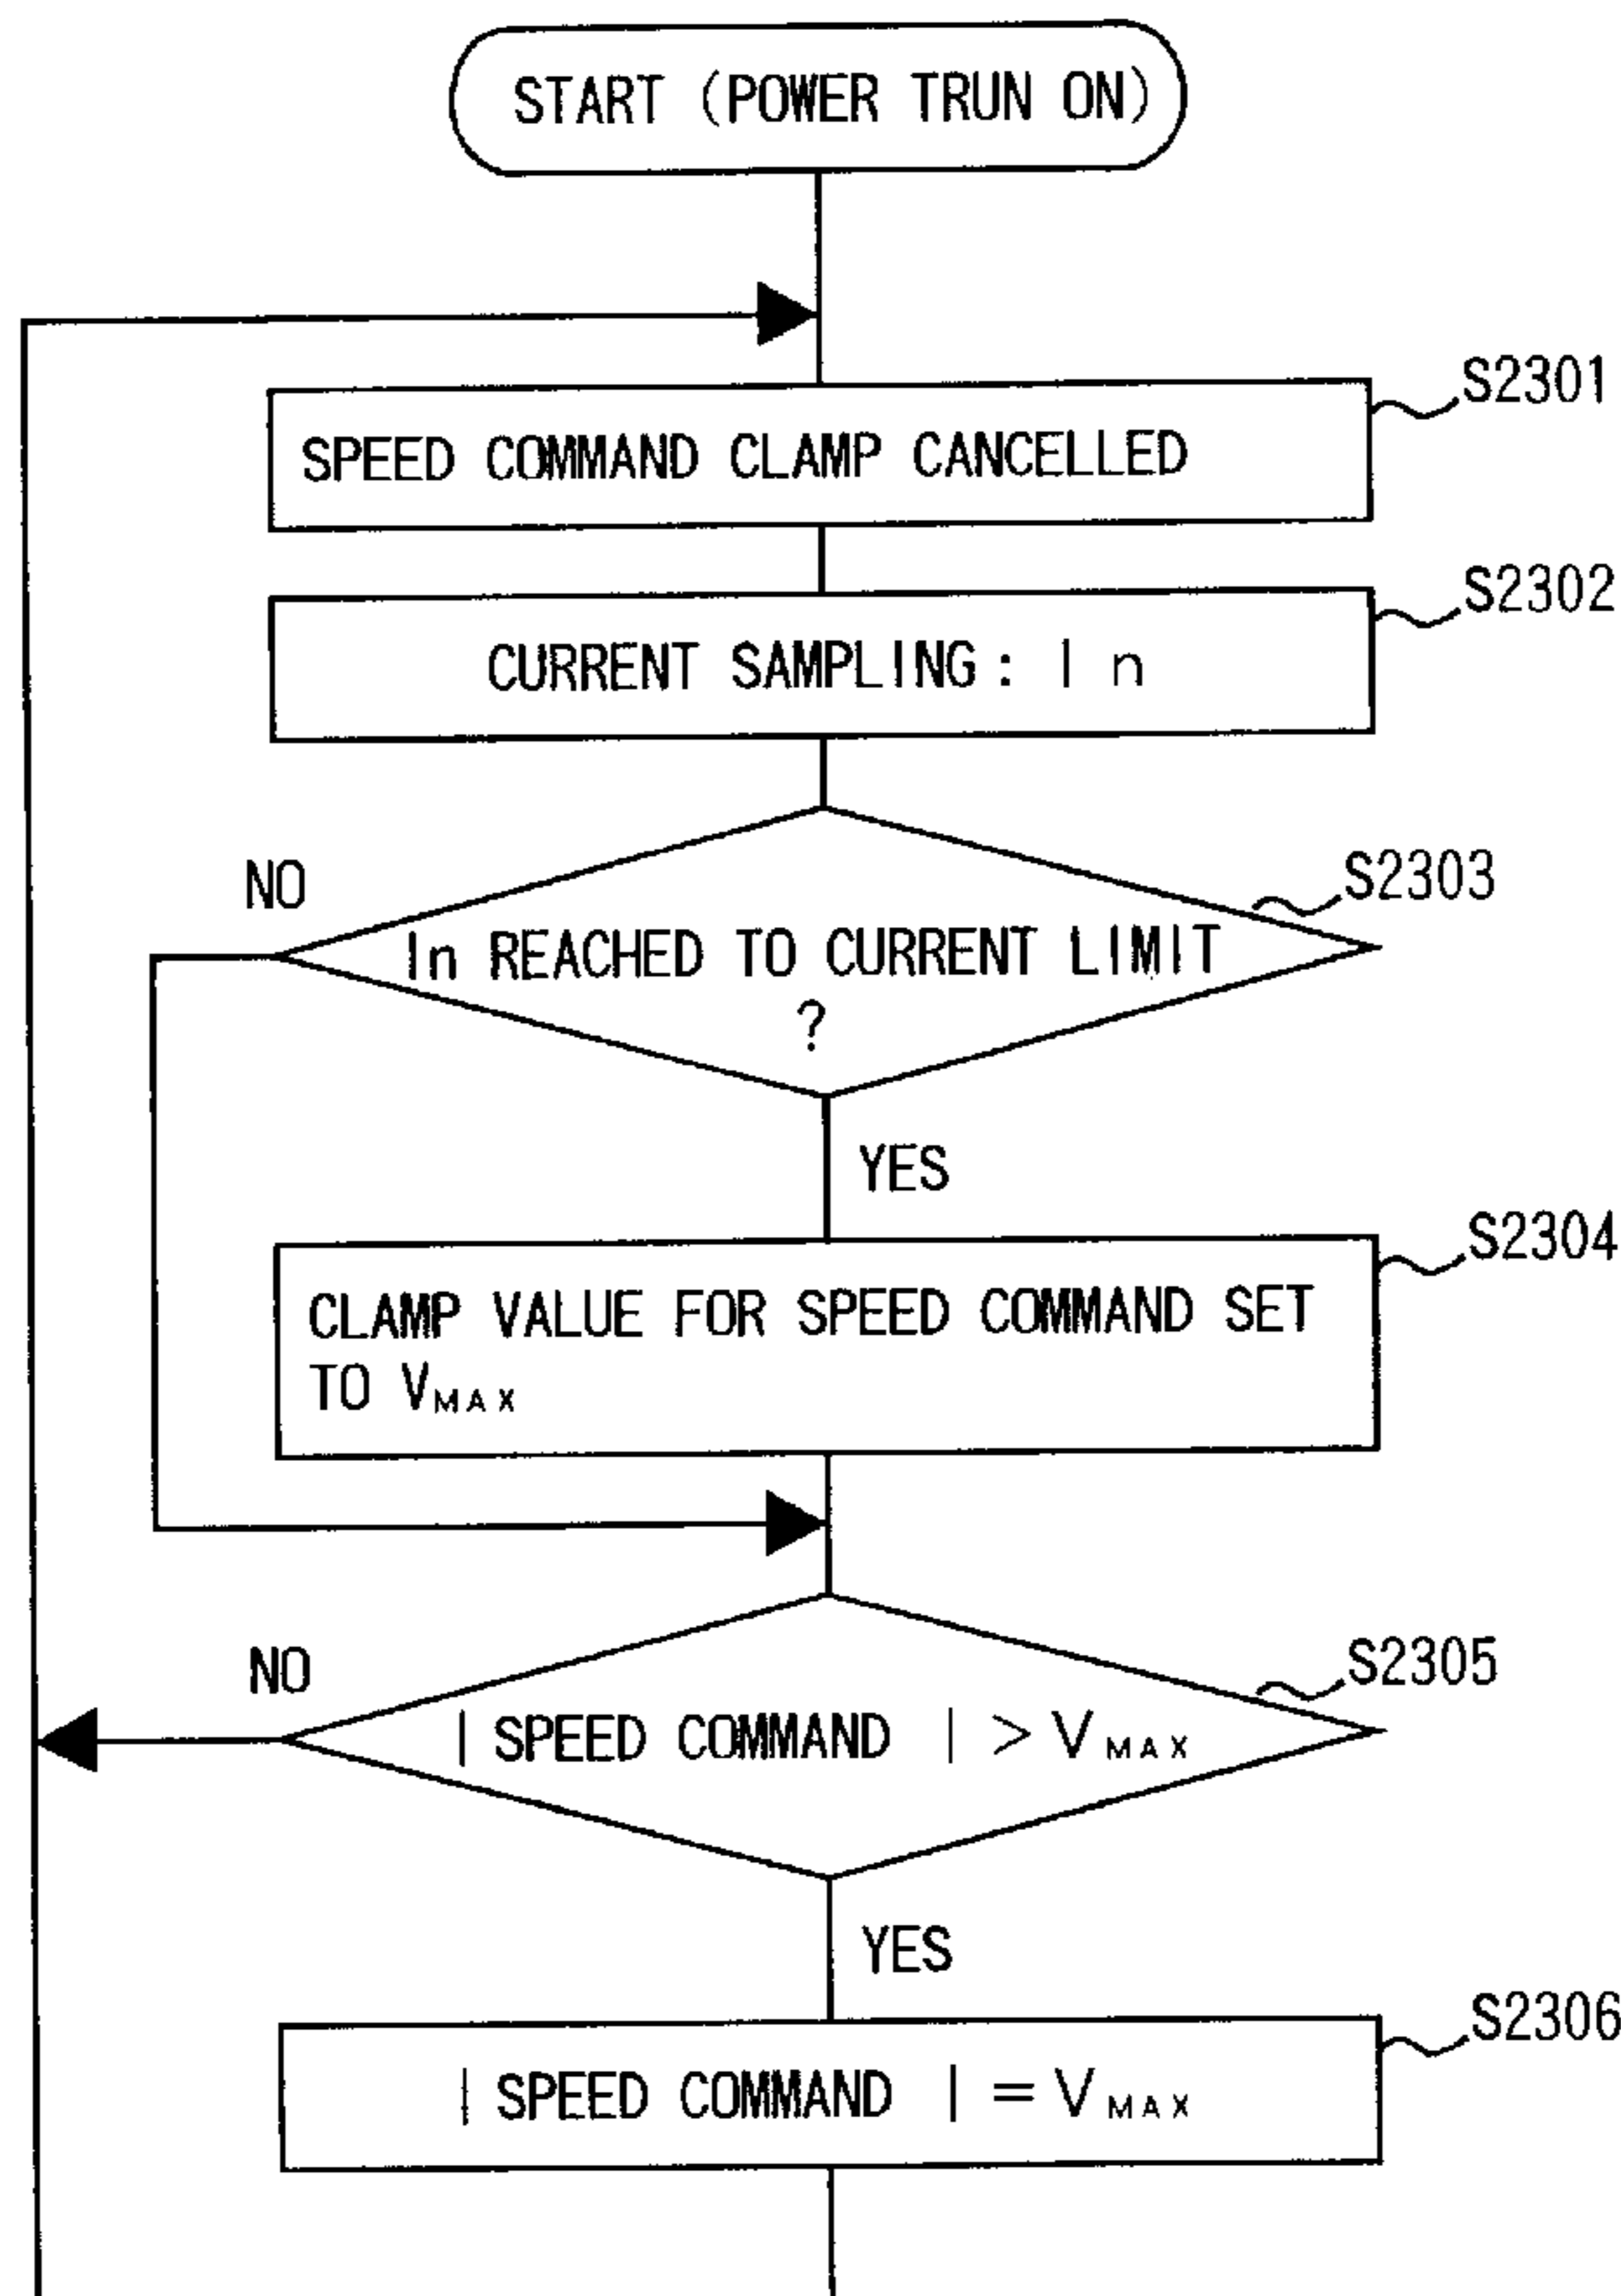 START (POWER TRUN ON)
S2301
SPEED COMMAND CLAMP CANCELLED
S2302
CURRENT SAMPLING: In
NO
S2303
In REACHED TO CURRENT LIMIT
?
YES
S2304
CLAMP VALUE FOR SPEED COMMAND SET
TO VMAX
NO
S2305
| SPEED COMMAND | > VMAX
YES
S2306
| SPEED COMMAND | = VMAX